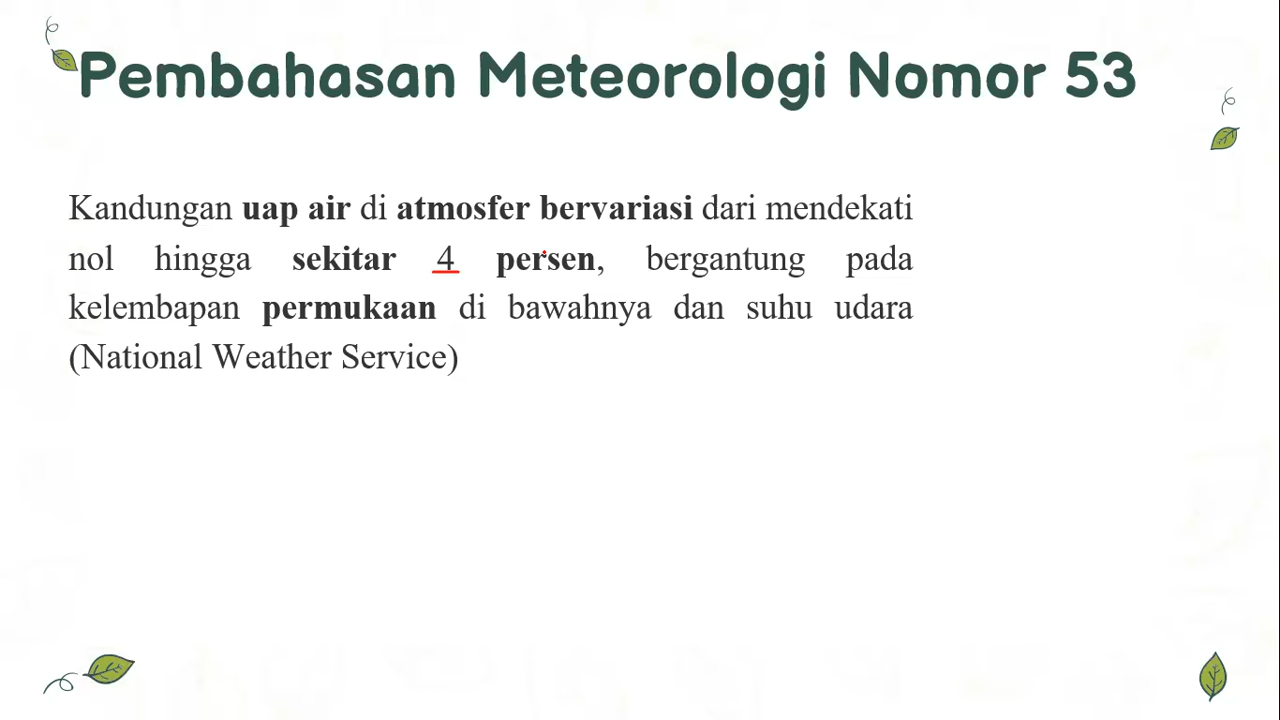 Pembahasan Meteorologi Nomor 53
Kandungan uap air di atmosfer bervariasi dari mendekati
nol hingga sekitar 4 persen, bergantung pada
kelembapan permukaan di bawahnya dan suhu udara
(National Weather Service)